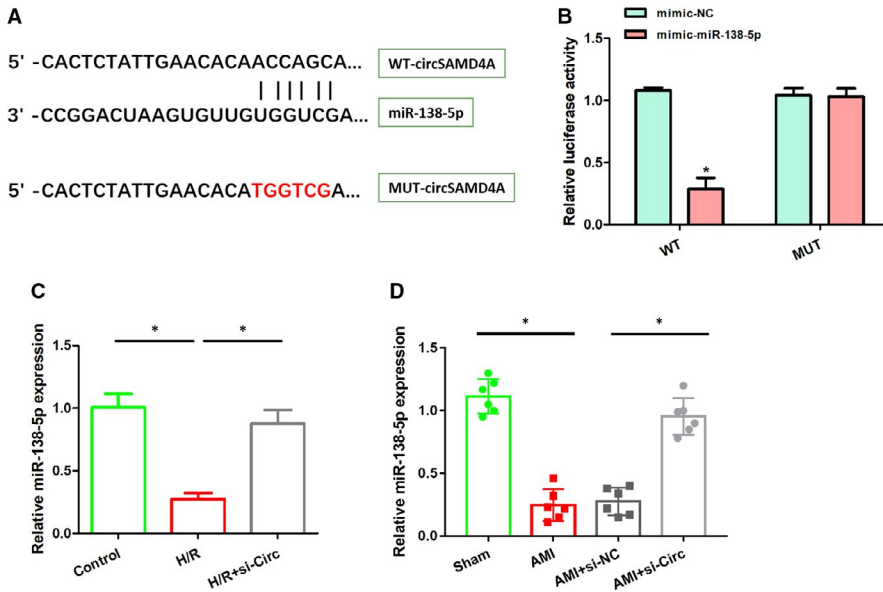 A
5' -CACTCTATTGAACACAACCAGCA... WT-circSAMD4A
3' -CCGGACUAAGUGUUGUGGUCGA... miR-138-5p
5' -CACTCTATTGAACACATGGTCGA... MUT-circSAMD4A
B
mimic-NC
mimic-miR-138-5p
Relative luciferase activity
1.5
1.0
0.5
0.0
*
WT
MUT
C
Relative miR-138-5p expression
1.5
1.0
0.5
0.0
*
*
Control
H/R
H/R+si-Circ
D
Relative miR-138-5p expression
1.5
1.0
0.5
0.0
*
*
Sham
AMI
AMI+si-NC
AMI+si-Circ